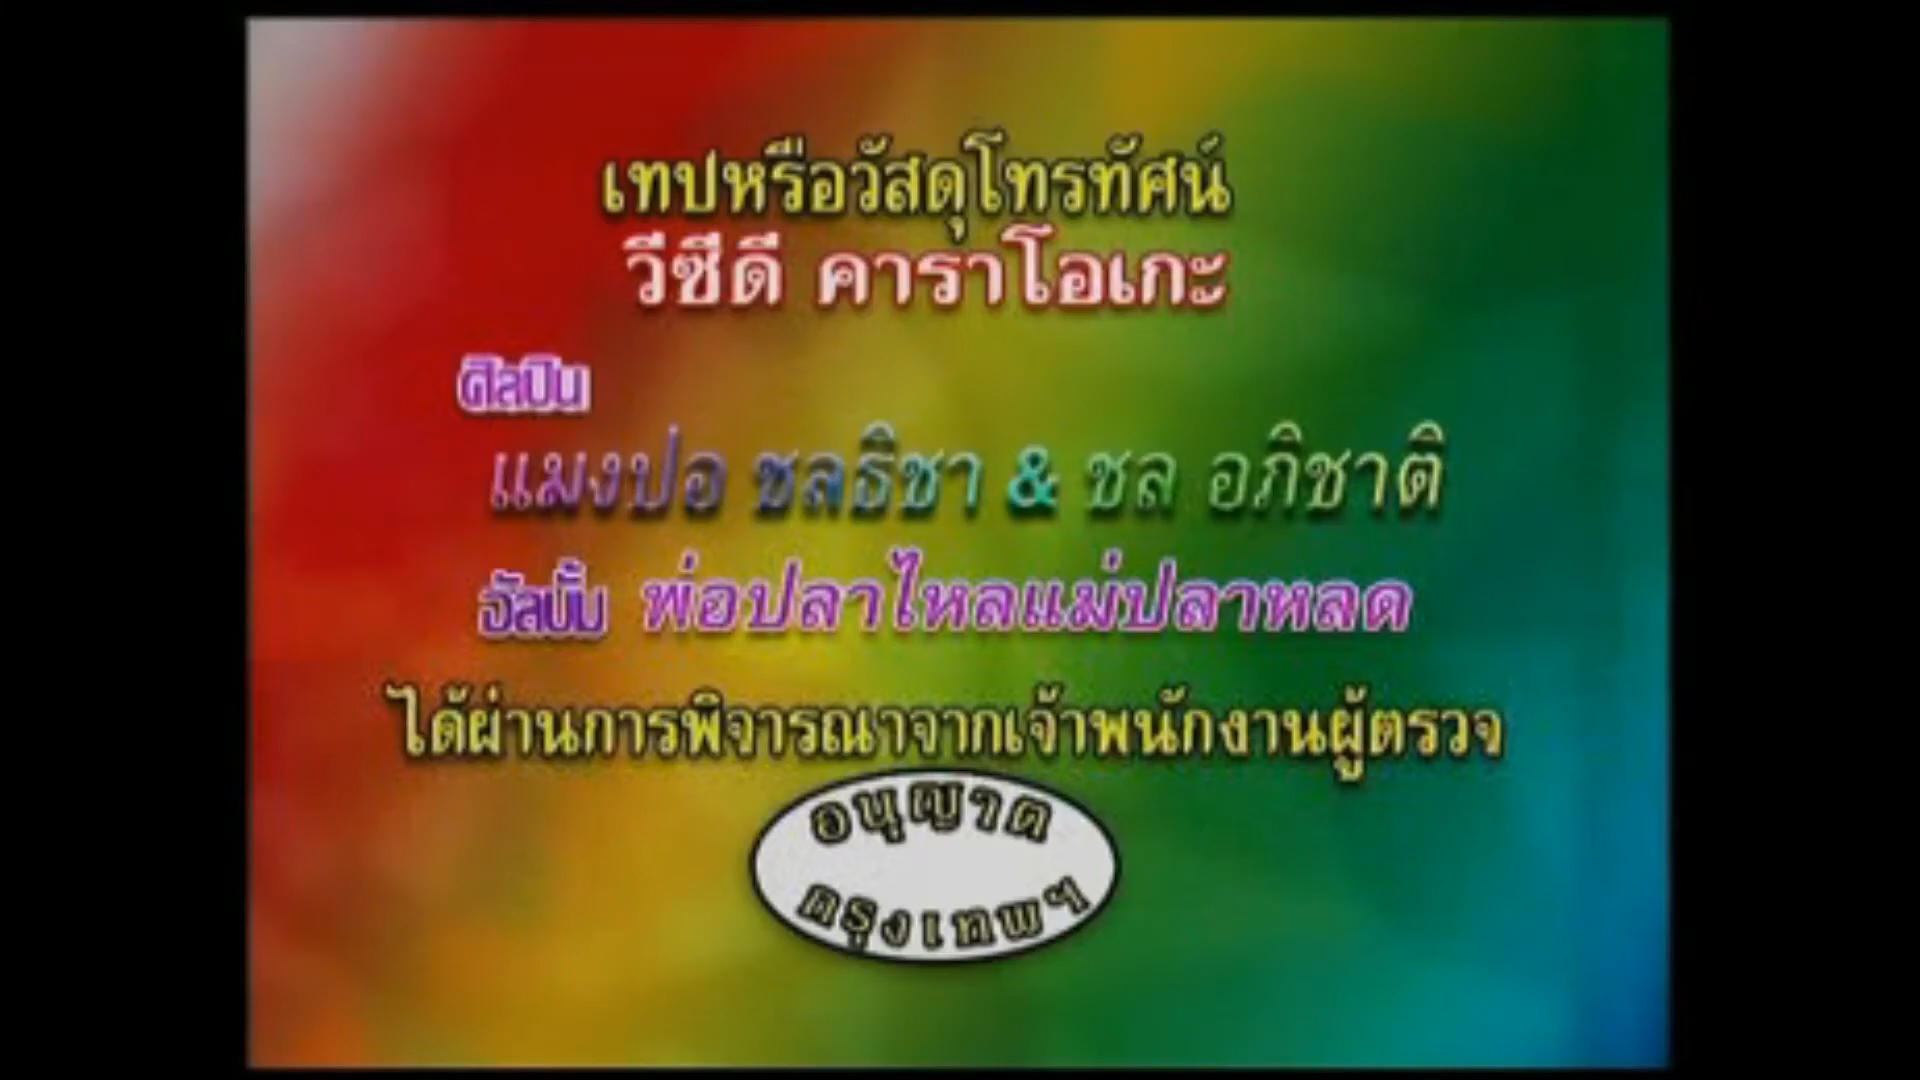 เทปหรือวัสดุโทรทัศน์
วีซีดี คาราโอเกะ
ศิลปิน
แมงปอ ชลธิชา & ชล อภิชาติ
อัลบั้ม พ่อปลาไหลแม่ปลาหลด
ได้ผ่านการพิจารณาจากเจ้าพนักงานผู้ตรวจ
อนุญาต
กรุงเทพฯ